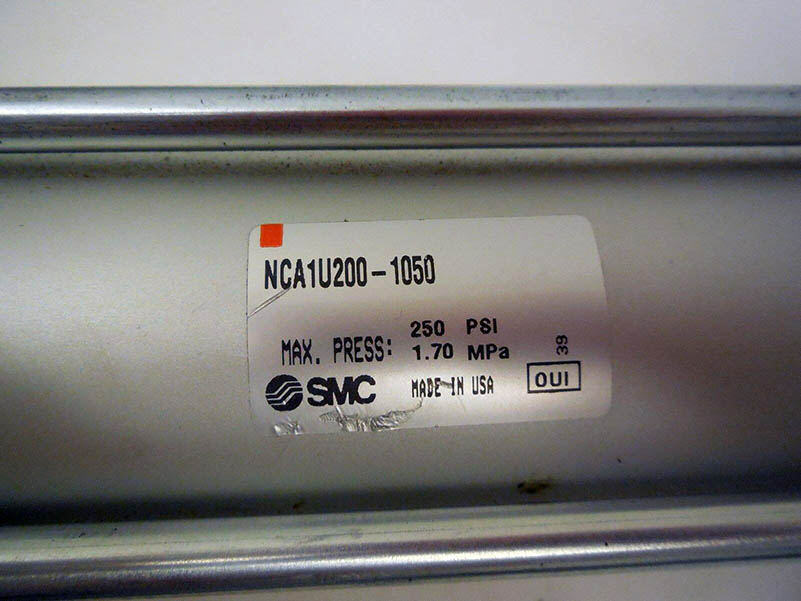 NCA1U200-1050
MAX. PRESS: 250 PSI
1.70 MPa
39
SMC MADE IN USA OUI